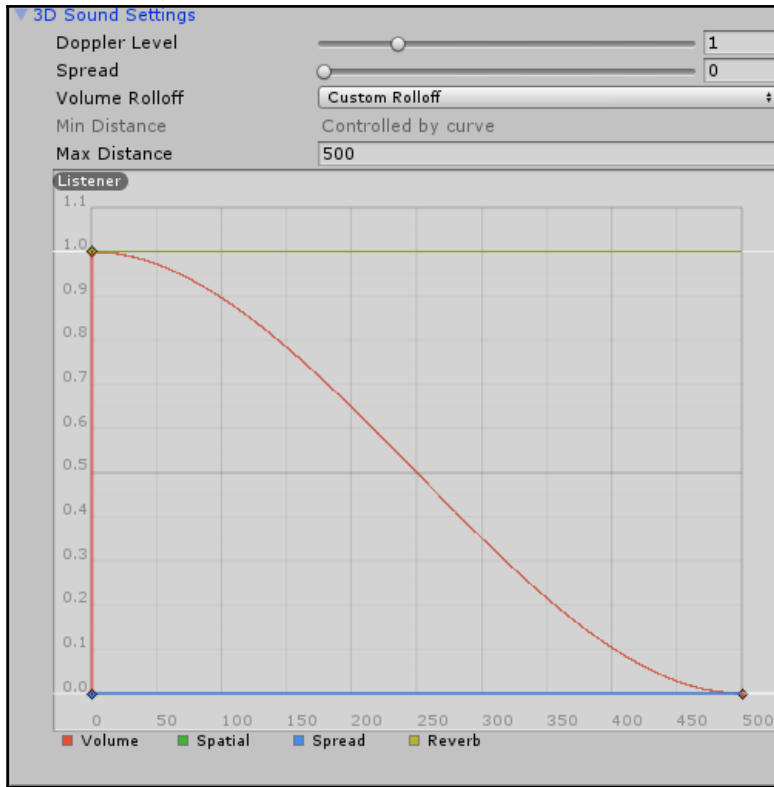 3D Sound Settings
Doppler Level 1
Spread 0
Volume Rolloff Custom Rolloff
Min Distance Controlled by curve
Max Distance 500
Listener
1.1
1.0
0.9
0.8
0.7
0.6
0.5
0.4
0.3
0.2
0.1
0.0
0 50 100 150 200 250 300 350 400 450 500
Volume Spatial Spread Reverb